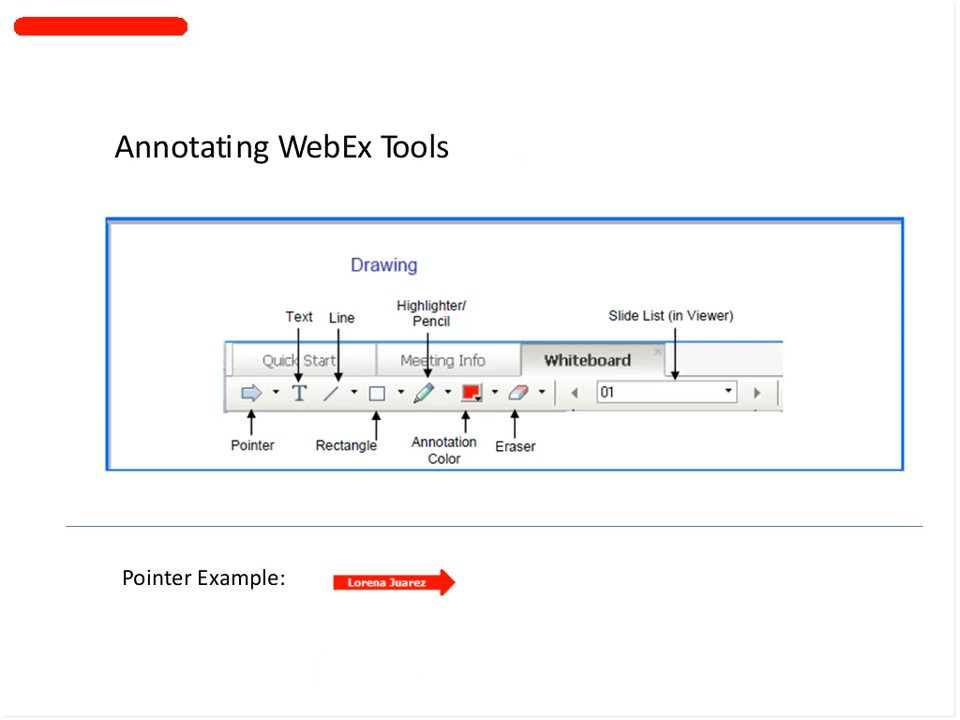 Annotating WebEx Tools
Drawing
Text
Line
Highlighter/
Pencil
Slide List (in Viewer)
Quick Start
Meeting Info
Whiteboard
T
01
Pointer
Rectangle
Annotation
Color
Eraser
Pointer Example:
Lorena Juarez